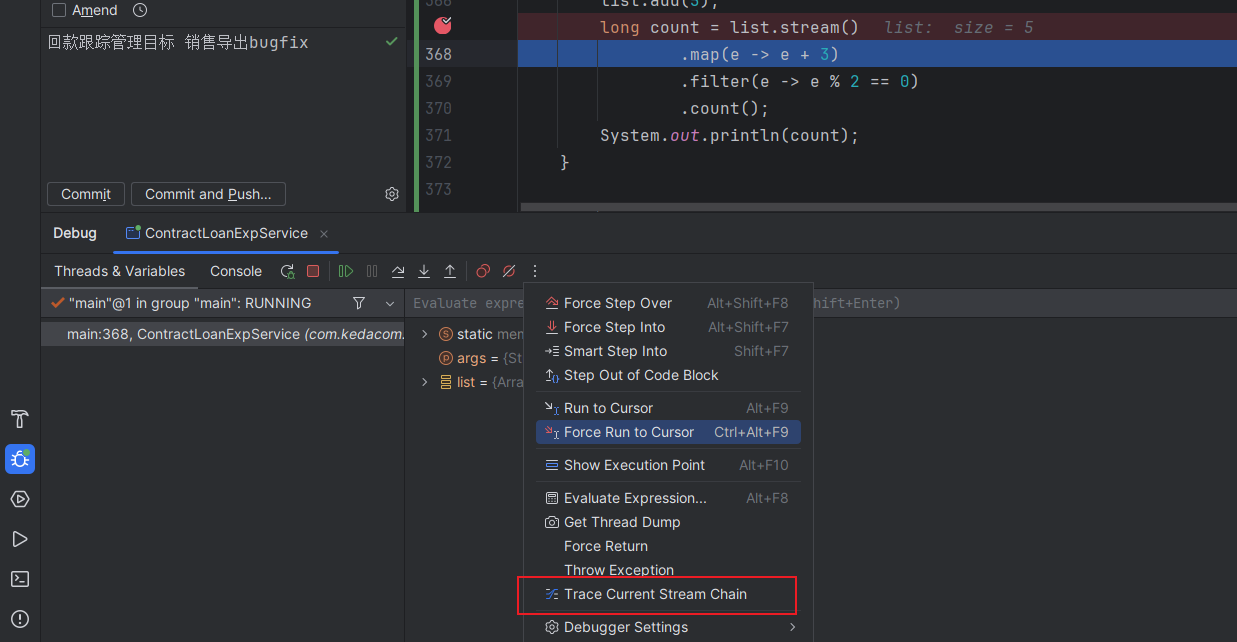 Amend
回款跟踪管理目标 销售导出bugfix
Commit
Commit and Push...
366
list.add(5);
long count = list.stream() list: size = 5
368
.map(e -> e + 3)
369
.filter(e -> e % 2 == 0)
370
.count();
371
System.out.println(count);
372
}
373
Debug
ContractLoanExpService
Threads & Variables
Console
"main"@1 in group "main": RUNNING
Evaluate expre
hift+Enter)
main:368, ContractLoanExpService (com.kedacom.
static mem
args = {St
list = {Arra
Force Step Over Alt+Shift+F8
Force Step Into Alt+Shift+F7
Smart Step Into Shift+F7
Step Out of Code Block
Run to Cursor Alt+F9
Force Run to Cursor Ctrl+Alt+F9
Show Execution Point Alt+F10
Evaluate Expression... Alt+F8
Get Thread Dump
Force Return
Throw Exception
Trace Current Stream Chain
Debugger Settings